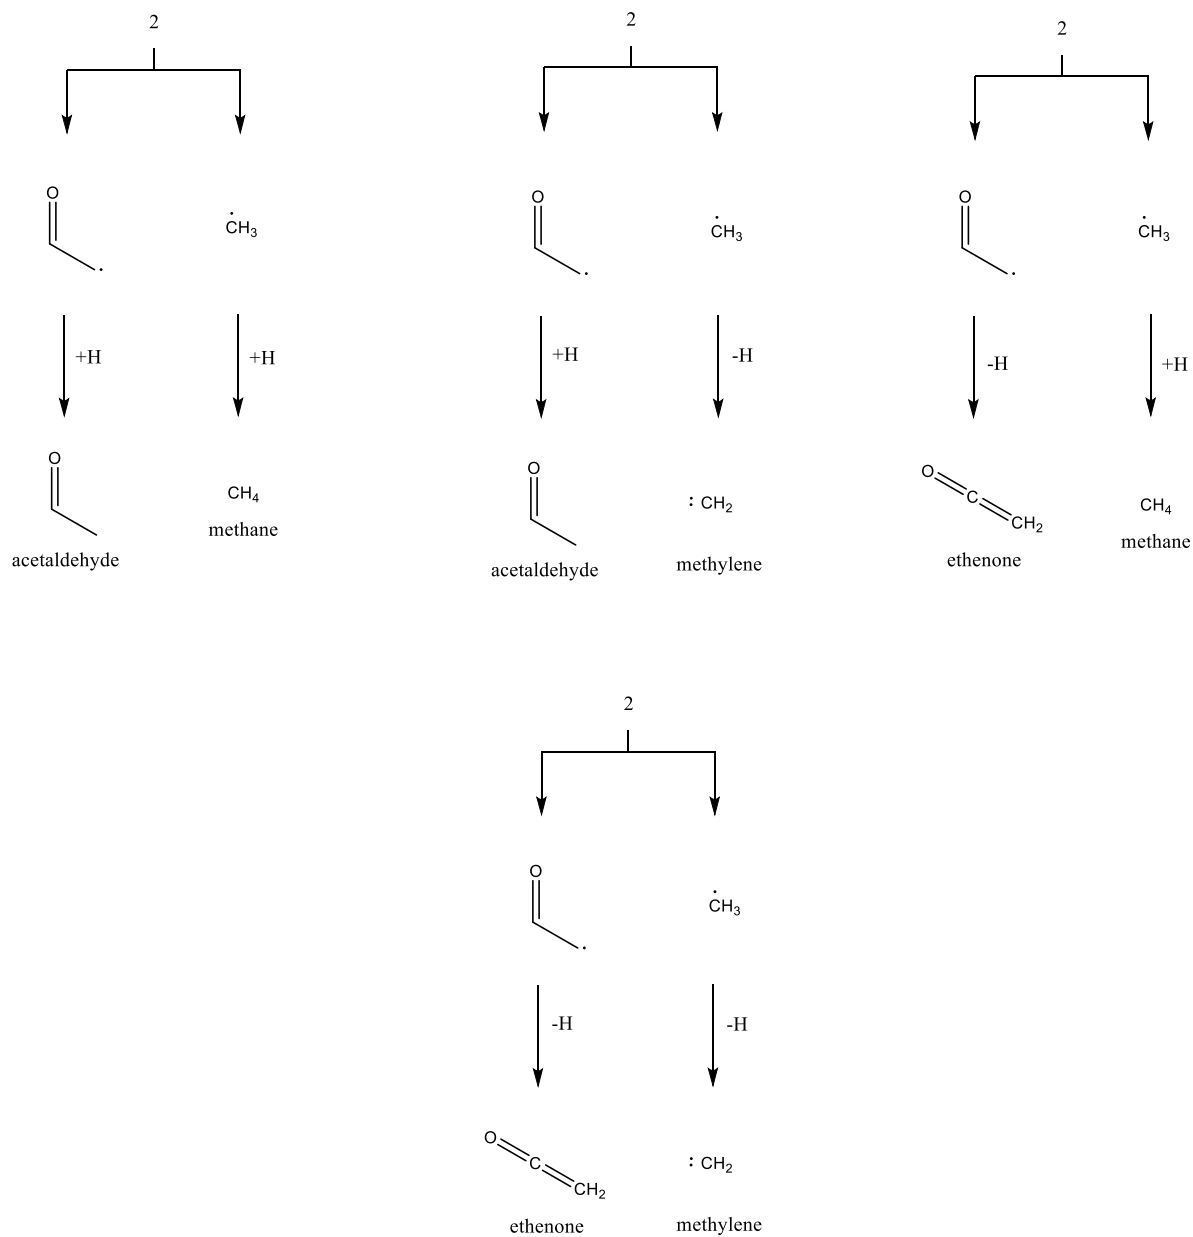 2
2
2
O
ĊH₃
O
ĊH₃
O
ĊH₃
+H
+H
+H
-H
-H
+H
O
CH₄
methane
acetaldehyde
O
:CH₂
methylene
acetaldehyde
O
C
CH₂
ethenone
CH₄
methane
2
O
ĊH₃
-H
-H
O
C
CH₂
ethenone
:CH₂
methylene